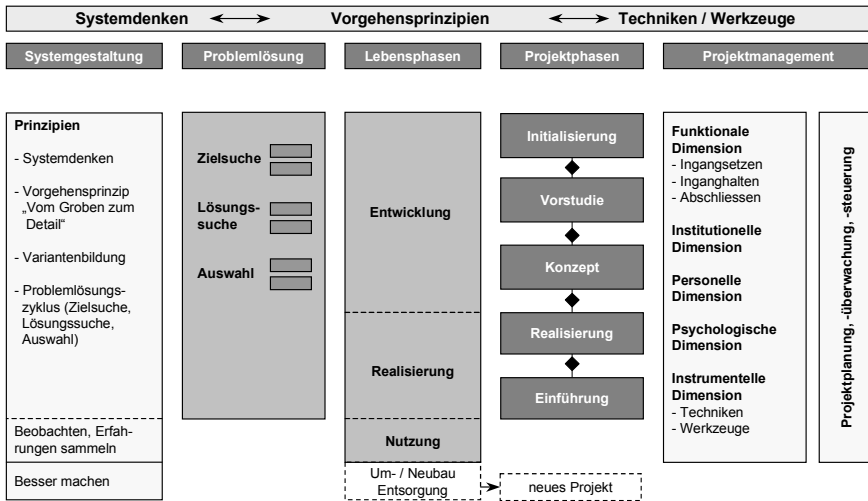 Systemdenken
Vorgehensprinzipien
Techniken / Werkzeuge
Systemgestaltung
Problemlösung
Lebensphasen
Projektphasen
Projektmanagement
Prinzipien
- Systemdenken
- Vorgehensprinzip
„Vom Groben zum
Detail“
- Variantenbildung
- Problemlösungs-
zyklus (Zielsuche,
Lösungssuche,
Auswahl)
Beobachten, Erfah-
rungen sammeln
Besser machen
Zielsuche
Lösungs-
suche
Auswahl
Entwicklung
Realisierung
Nutzung
Um- / Neubau
Entsorgung
Initialisierung
Vorstudie
Konzept
Realisierung
Einführung
neues Projekt
Funktionale
Dimension
- Ingangsetzen
- Inganghalten
- Abschliessen
Institutionelle
Dimension
Personelle
Dimension
Psychologische
Dimension
Instrumentelle
Dimension
- Techniken
- Werkzeuge
Projektplanung, -überwachung, -steuerung